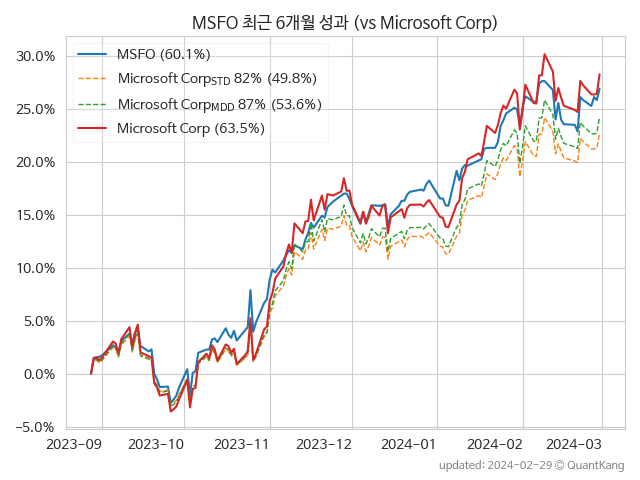 MSFO 최근 6개월 성과 (vs Microsoft Corp)
MSFO (60.1%)
Microsoft CorpSTD 82% (49.8%)
Microsoft CorpMDD 87% (53.6%)
Microsoft Corp (63.5%)
30.0%
25.0%
20.0%
15.0%
10.0%
5.0%
0.0%
-5.0%
2023-09
2023-10
2023-11
2023-12
2024-01
2024-02
2024-03
updated: 2024-02-29 © QuantKang